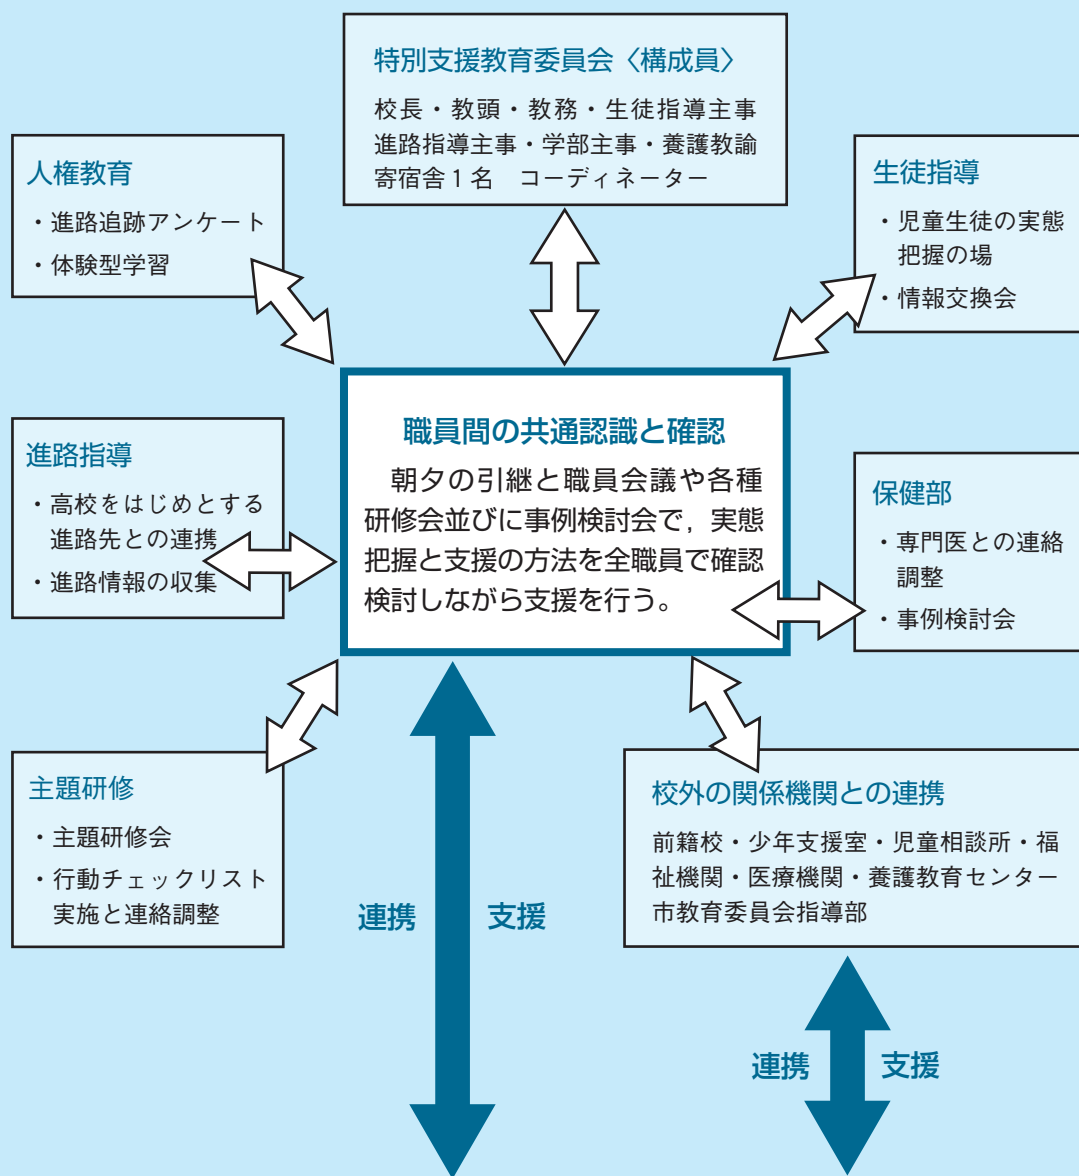 特別支援教育委員会〈構成員〉
校長・教頭・教務・生徒指導主事
進路指導主事・学部主事・養護教諭
寄宿舎1名　コーディネーター
人権教育
・進路追跡アンケート
・体験型学習
生徒指導
・児童生徒の実態
把握の場
・情報交換会
職員間の共通認識と確認
朝夕の引継と職員会議や各種
研修会並びに事例検討会で，実態
把握と支援の方法を全職員で確認
検討しながら支援を行う。
進路指導
・高校をはじめとする
進路先との連携
・進路情報の収集
保健部
・専門医との連絡
調整
・事例検討会
主題研修
・主題研修会
・行動チェックリスト
実施と連絡調整
校外の関係機関との連携
前籍校・少年支援室・児童相談所・福
祉機関・医療機関・養護教育センター
市教育委員会指導部
連携　支援
連携　支援